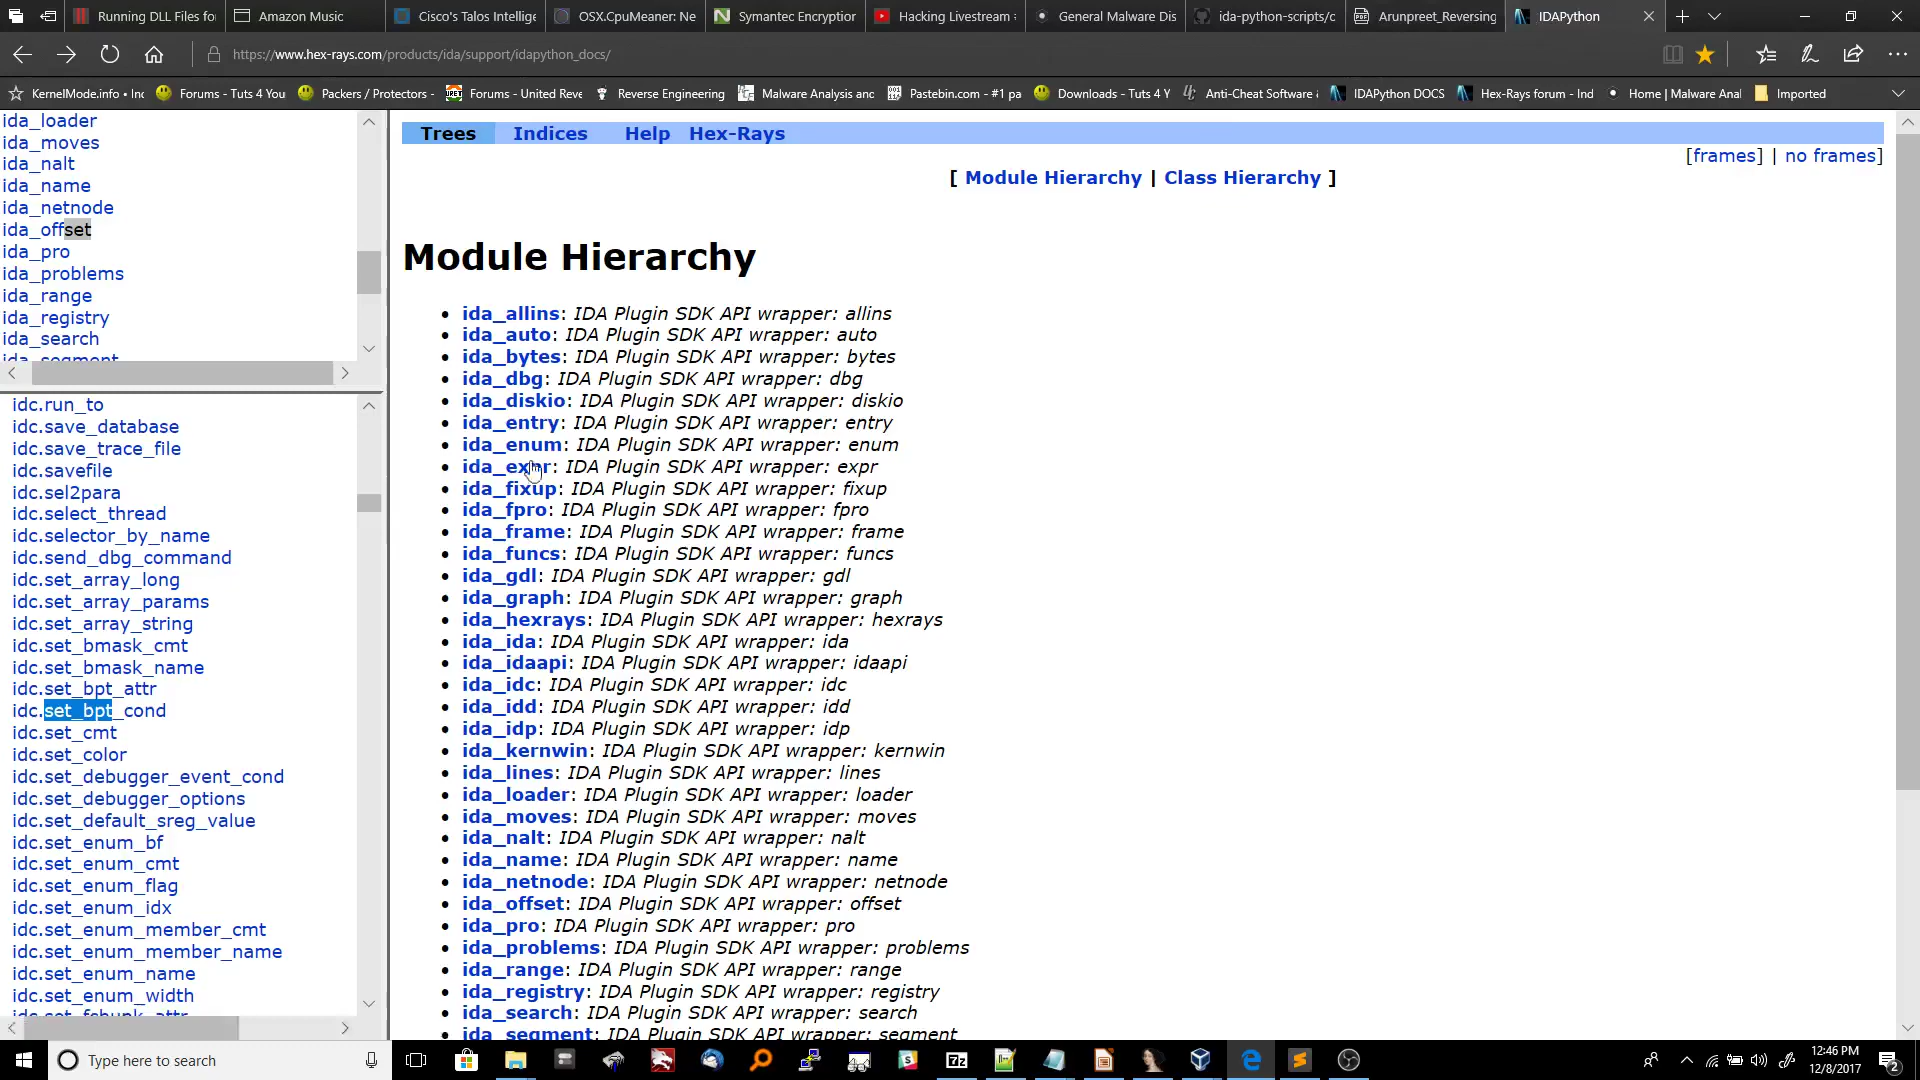 Running DLL Files fo
Amazon Music
Cisco's Talos Intellige
OSX.CpuMeaner: Ne
Symantec Encryptior
Hacking Livestream
General Malware Dis
ida-python-scripts/c
Arunpreet_Reversing
IDAPython
https://www.hex-rays.com/products/ida/support/idapython_docs/
KernelMode.info • In
Forums - Tuts 4 You
Packers / Protectors -
Forums - United Reve
Reverse Engineering
Malware Analysis anc
Pastebin.com - #1 pa
Downloads - Tuts 4 Y
Anti-Cheat Software
IDAPython DOCS
Hex-Rays forum - Ind
Home | Malware Anal
Imported
ida_loader
ida_moves
ida_nalt
ida_name
ida_netnode
ida_offset
ida_pro
ida_problems
ida_range
ida_registry
ida_search
ida_segment
idc.run_to
idc.save_database
idc.save_trace_file
idc.savefile
idc.sel2para
idc.select_thread
idc.selector_by_name
idc.send_dbg_command
idc.set_array_long
idc.set_array_params
idc.set_array_string
idc.set_bmask_cmt
idc.set_bmask_name
idc.set_bpt_attr
idc.set_bpt_cond
idc.set_cmt
idc.set_color
idc.set_debugger_event_cond
idc.set_debugger_options
idc.set_default_sreg_value
idc.set_enum_bf
idc.set_enum_cmt
idc.set_enum_flag
idc.set_enum_idx
idc.set_enum_member_cmt
idc.set_enum_member_name
idc.set_enum_name
idc.set_enum_width
idc.set_fchunk_attr
Trees Indices Help Hex-Rays
[frames] | no frames]
[ Module Hierarchy | Class Hierarchy ]
Module Hierarchy
• ida_allins: IDA Plugin SDK API wrapper: allins
• ida_auto: IDA Plugin SDK API wrapper: auto
• ida_bytes: IDA Plugin SDK API wrapper: bytes
• ida_dbg: IDA Plugin SDK API wrapper: dbg
• ida_diskio: IDA Plugin SDK API wrapper: diskio
• ida_entry: IDA Plugin SDK API wrapper: entry
• ida_enum: IDA Plugin SDK API wrapper: enum
• ida_expr: IDA Plugin SDK API wrapper: expr
• ida_fixup: IDA Plugin SDK API wrapper: fixup
• ida_fpro: IDA Plugin SDK API wrapper: fpro
• ida_frame: IDA Plugin SDK API wrapper: frame
• ida_funcs: IDA Plugin SDK API wrapper: funcs
• ida_gdl: IDA Plugin SDK API wrapper: gdl
• ida_graph: IDA Plugin SDK API wrapper: graph
• ida_hexrays: IDA Plugin SDK API wrapper: hexrays
• ida_ida: IDA Plugin SDK API wrapper: ida
• ida_idaapi: IDA Plugin SDK API wrapper: idaapi
• ida_idc: IDA Plugin SDK API wrapper: idc
• ida_idd: IDA Plugin SDK API wrapper: idd
• ida_idp: IDA Plugin SDK API wrapper: idp
• ida_kernwin: IDA Plugin SDK API wrapper: kernwin
• ida_lines: IDA Plugin SDK API wrapper: lines
• ida_loader: IDA Plugin SDK API wrapper: loader
• ida_moves: IDA Plugin SDK API wrapper: moves
• ida_nalt: IDA Plugin SDK API wrapper: nalt
• ida_name: IDA Plugin SDK API wrapper: name
• ida_netnode: IDA Plugin SDK API wrapper: netnode
• ida_offset: IDA Plugin SDK API wrapper: offset
• ida_pro: IDA Plugin SDK API wrapper: pro
• ida_problems: IDA Plugin SDK API wrapper: problems
• ida_range: IDA Plugin SDK API wrapper: range
• ida_registry: IDA Plugin SDK API wrapper: registry
• ida_search: IDA Plugin SDK API wrapper: search
• ida_segment: IDA Plugin SDK API wrapper: segment
Type here to search
12:46 PM
12/8/2017
2